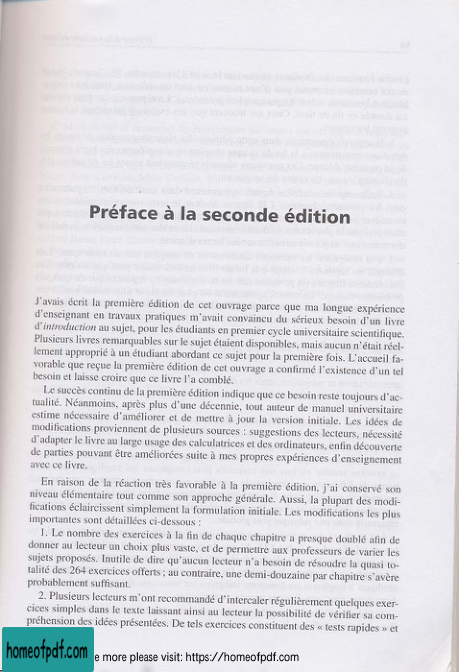 Préface à la seconde édition
J'avais écrit la première édition de cet ouvrage parce que ma longue expérience
d'enseignant en travaux pratiques m'avait convaincu du sérieux besoin d'un livre
d'introduction au sujet, pour les étudiants en premier cycle universitaire scientifique.
Plusieurs livres remarquables sur le sujet étaient disponibles, mais aucun n'était réel-
lement approprié à un étudiant abordant ce sujet pour la première fois. L'accueil fa-
vorable que reçue la première édition de cet ouvrage a confirmé l'existence d'un tel
besoin et laisse croire que ce livre l'a comblé.
Le succès continu de la première édition indique que ce besoin reste toujours d'ac-
tualité. Néanmoins, après plus d'une décennie, tout auteur de manuel universitaire
estime nécessaire d'améliorer et de mettre à jour la version initiale. Les idées de
modifications proviennent de plusieurs sources : suggestions des lecteurs, nécessité
d'adapter le livre au large usage des calculatrices et des ordinateurs, enfin découverte
de parties pouvant être améliorées suite à mes propres expériences d'enseignement
avec ce livre.
En raison de la réaction très favorable à la première édition, j'ai conservé son
niveau élémentaire tout comme son approche générale. Aussi, la plupart des modi-
fications éclaircissent simplement la formulation initiale. Les modifications les plus
importantes sont détaillées ci-dessous :
1. Le nombre des exercices à la fin de chaque chapitre a presque doublé afin de
donner au lecteur un choix plus vaste, et de permettre aux professeurs de varier les
sujets proposés. Inutile de dire qu'aucun lecteur n'a besoin de résoudre la quasi to-
talité des 264 exercices offerts ; au contraire, une demi-douzaine par chapitre s'avère
probablement suffisant.
2. Plusieurs lecteurs m'ont recommandé d'intercaler régulièrement quelques exer-
cices simples dans le texte laissant ainsi au lecteur la possibilité de vérifier sa com-
préhension des idées présentées. De tels exercices constituent des « tests rapides » et
homeofpdf.com
e more please visit: https://homeofpdf.com